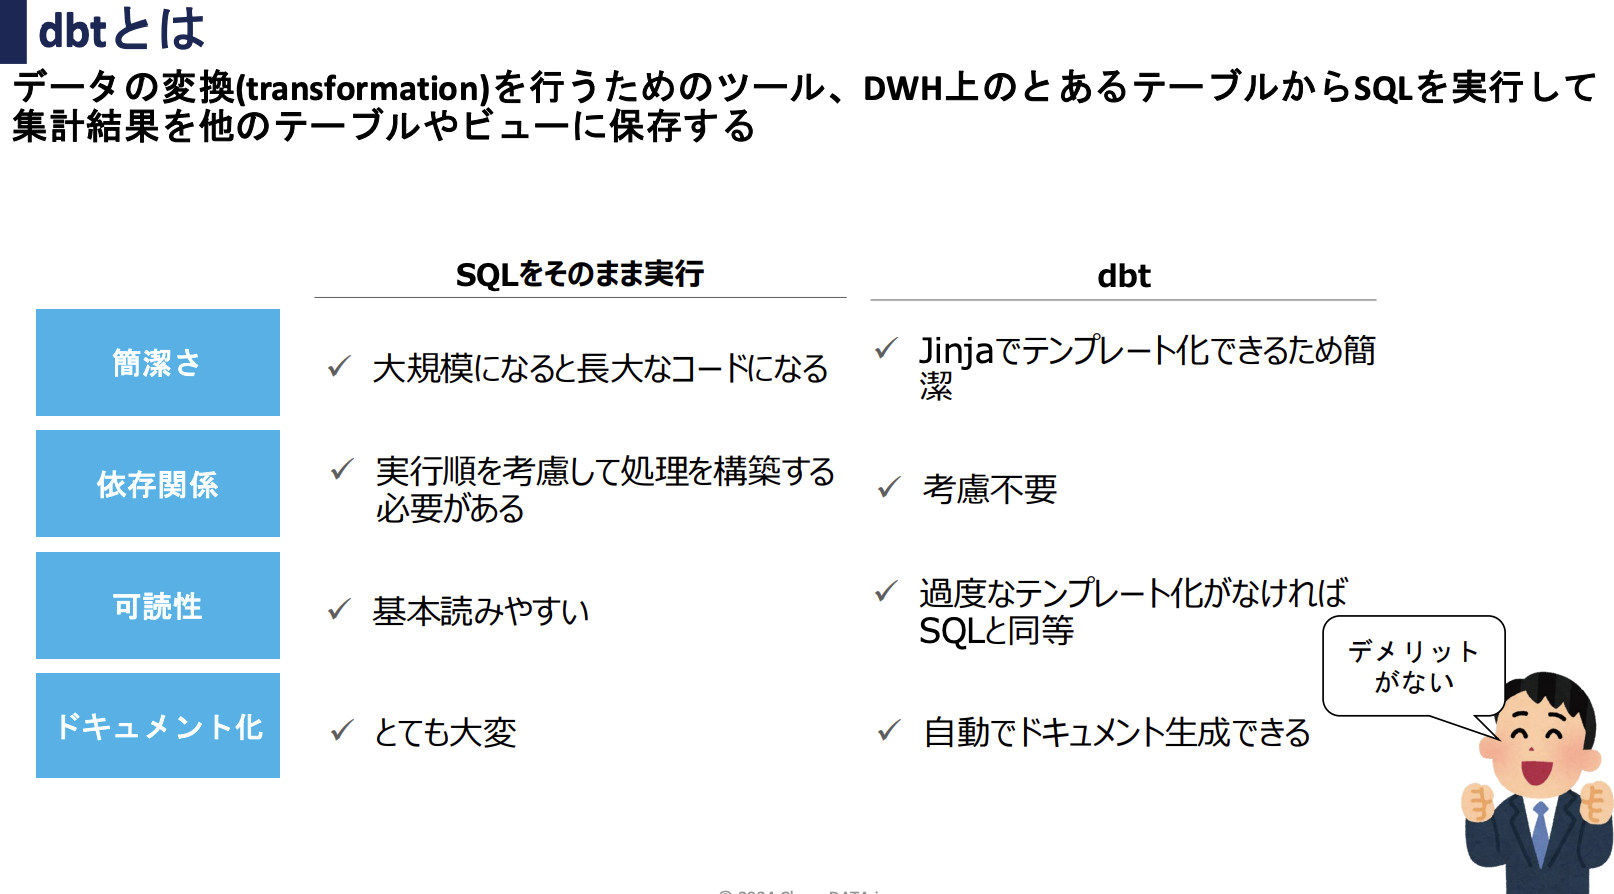 dbtとは
データの変換(transformation)を行うためのツール、DWH上のとあるテーブルからSQLを実行して
集計結果を他のテーブルやビューに保存する
SQLをそのまま実行
dbt
簡潔さ
✓ 大規模になると長大なコードになる
✓ Jinjaでテンプレート化できるため簡
潔
依存関係
✓ 実行順を考慮して処理を構築する
必要がある
✓ 考慮不要
可読性
✓ 基本読みやすい
✓ 過度なテンプレート化がなければ
SQLと同等
デメリット
がない
ドキュメント化
✓ とても大変
✓ 自動でドキュメント生成できる